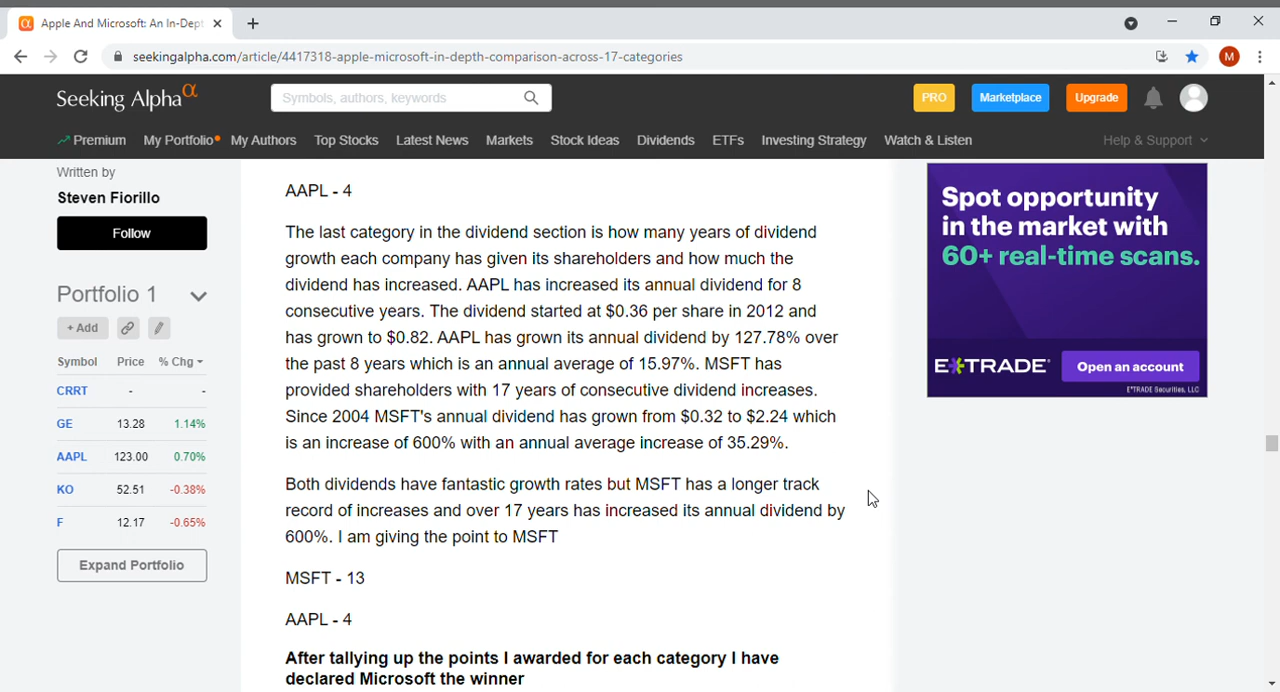 Apple And Microsoft: An In-Dept
seekingalpha.com/article/4417318-apple-microsoft-in-depth-comparison-across-17-categories
M
Seeking Alpha α
Symbols, authors, keywords
PRO
Marketplace
Upgrade
Premium My Portfolio My Authors Top Stocks Latest News Markets Stock Ideas Dividends ETFs Investing Strategy Watch & Listen Help & Support
Written by
Steven Fiorillo
Follow
Portfolio 1
+ Add
Symbol Price % Chg
CRRT - -
GE 13.28 1.14%
AAPL 123.00 0.70%
KO 52.51 -0.38%
F 12.17 -0.65%
Expand Portfolio
AAPL - 4
The last category in the dividend section is how many years of dividend
growth each company has given its shareholders and how much the
dividend has increased. AAPL has increased its annual dividend for 8
consecutive years. The dividend started at $0.36 per share in 2012 and
has grown to $0.82. AAPL has grown its annual dividend by 127.78% over
the past 8 years which is an annual average of 15.97%. MSFT has
provided shareholders with 17 years of consecutive dividend increases.
Since 2004 MSFT's annual dividend has grown from $0.32 to $2.24 which
is an increase of 600% with an annual average increase of 35.29%.
Both dividends have fantastic growth rates but MSFT has a longer track
record of increases and over 17 years has increased its annual dividend by
600%. I am giving the point to MSFT
MSFT - 13
AAPL - 4
After tallying up the points I awarded for each category I have
declared Microsoft the winner
Spot opportunity
in the market with
60+ real-time scans.
E*TRADE
Open an account
E*TRADE Securities, LLC